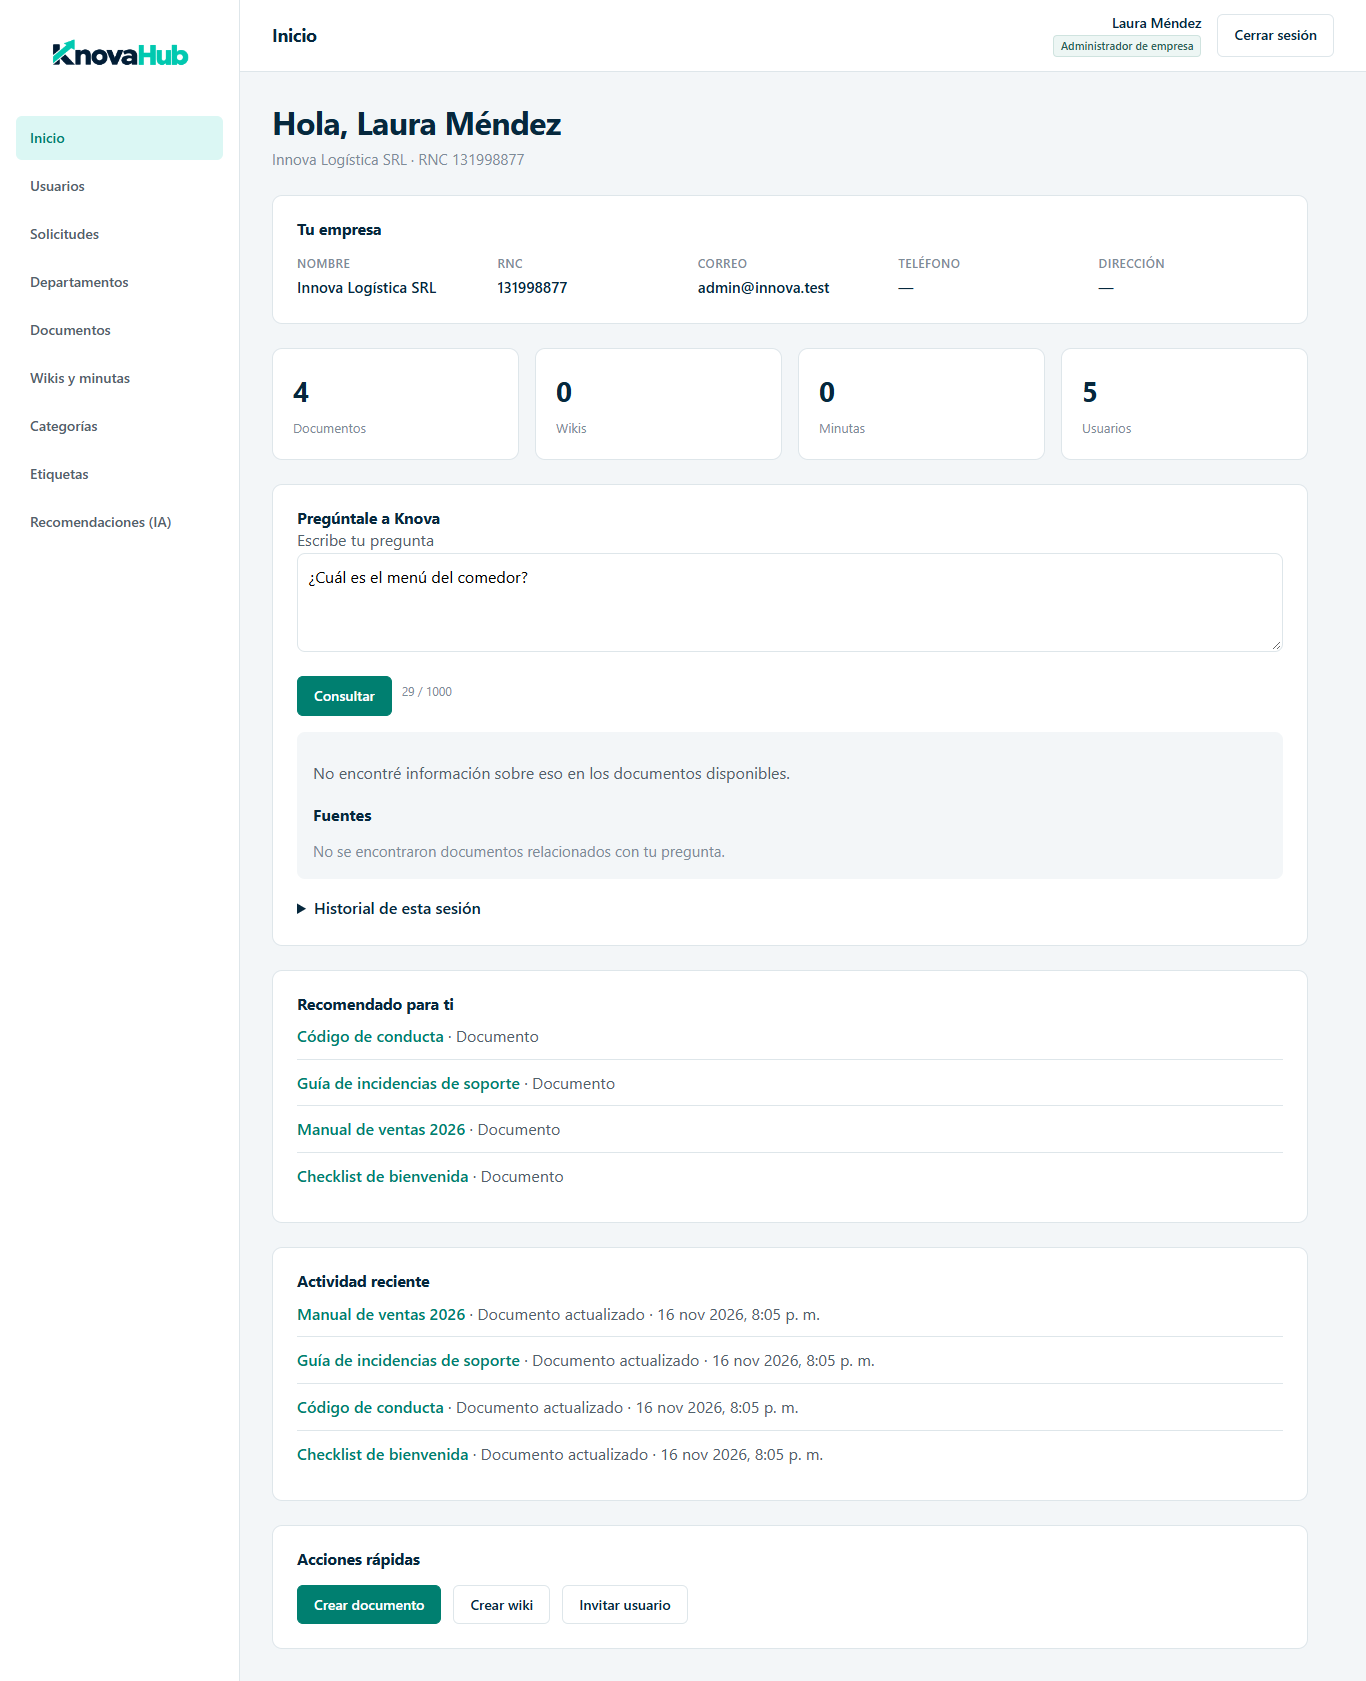 KnovaHub
Inicio
Usuarios
Solicitudes
Departamentos
Documentos
Wikis y minutas
Categorías
Etiquetas
Recomendaciones (IA)
Inicio
Laura Méndez
Administrador de empresa
Cerrar sesión
Hola, Laura Méndez
Innova Logística SRL · RNC 131998877
Tu empresa
NOMBRE RNC CORREO TELÉFONO DIRECCIÓN
Innova Logística SRL 131998877 admin@innova.test — —
4 0 0 5
Documentos Wikis Minutas Usuarios
Pregúntale a Knova
Escribe tu pregunta
¿Cuál es el menú del comedor?
Consultar 29 / 1000
No encontré información sobre eso en los documentos disponibles.
Fuentes
No se encontraron documentos relacionados con tu pregunta.
Historial de esta sesión
Recomendado para ti
Código de conducta · Documento
Guía de incidencias de soporte · Documento
Manual de ventas 2026 · Documento
Checklist de bienvenida · Documento
Actividad reciente
Manual de ventas 2026 · Documento actualizado · 16 nov 2026, 8:05 p. m.
Guía de incidencias de soporte · Documento actualizado · 16 nov 2026, 8:05 p. m.
Código de conducta · Documento actualizado · 16 nov 2026, 8:05 p. m.
Checklist de bienvenida · Documento actualizado · 16 nov 2026, 8:05 p. m.
Acciones rápidas
Crear documento Crear wiki Invitar usuario